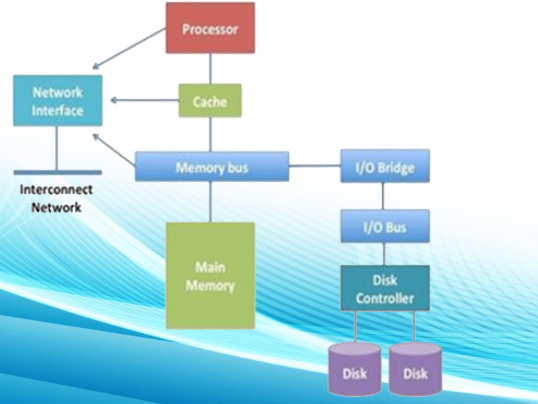 Processor
Network
Interface
Cache
Interconnect
Network
Memory bus
I/O Bridge
I/O Bus
Main
Memory
Disk
Controller
Disk
Disk